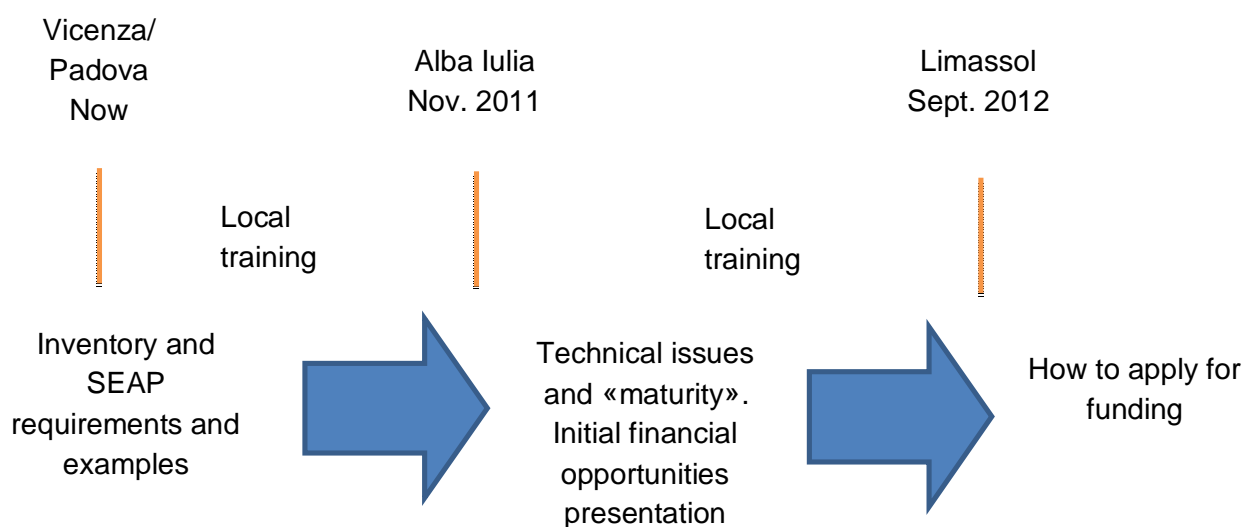 Vicenza/
Padova
Now
Alba Iulia
Nov. 2011
Limassol
Sept. 2012
Local
training
Local
training
Inventory and
SEAP
requirements and
examples
Technical issues
and «maturity».
Initial financial
opportunities
presentation
How to apply for
funding